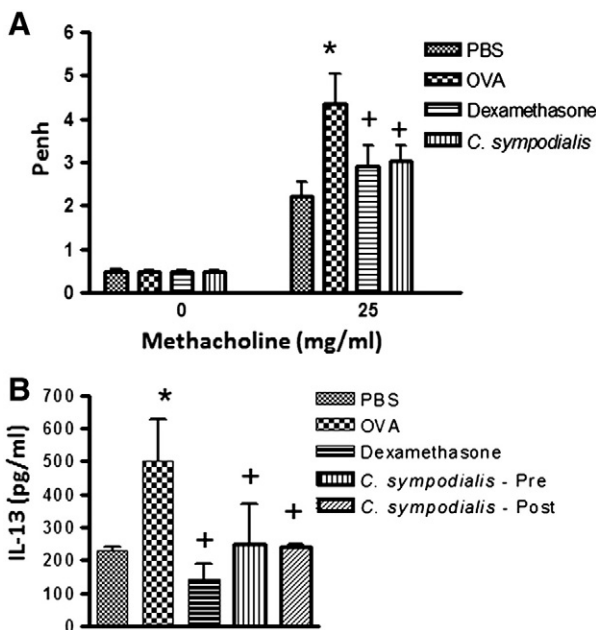 A
6
5
4
3
2
1
0
Penh
*
+
+
PBS
OVA
Dexamethasone
C. sympodialis
0
25
Methacholine (mg/ml)
B
700
600
500
400
300
200
100
0
IL-13 (pg/ml)
*
+
+
+
PBS
OVA
Dexamethasone
C. sympodialis - Pre
C. sympodialis - Post